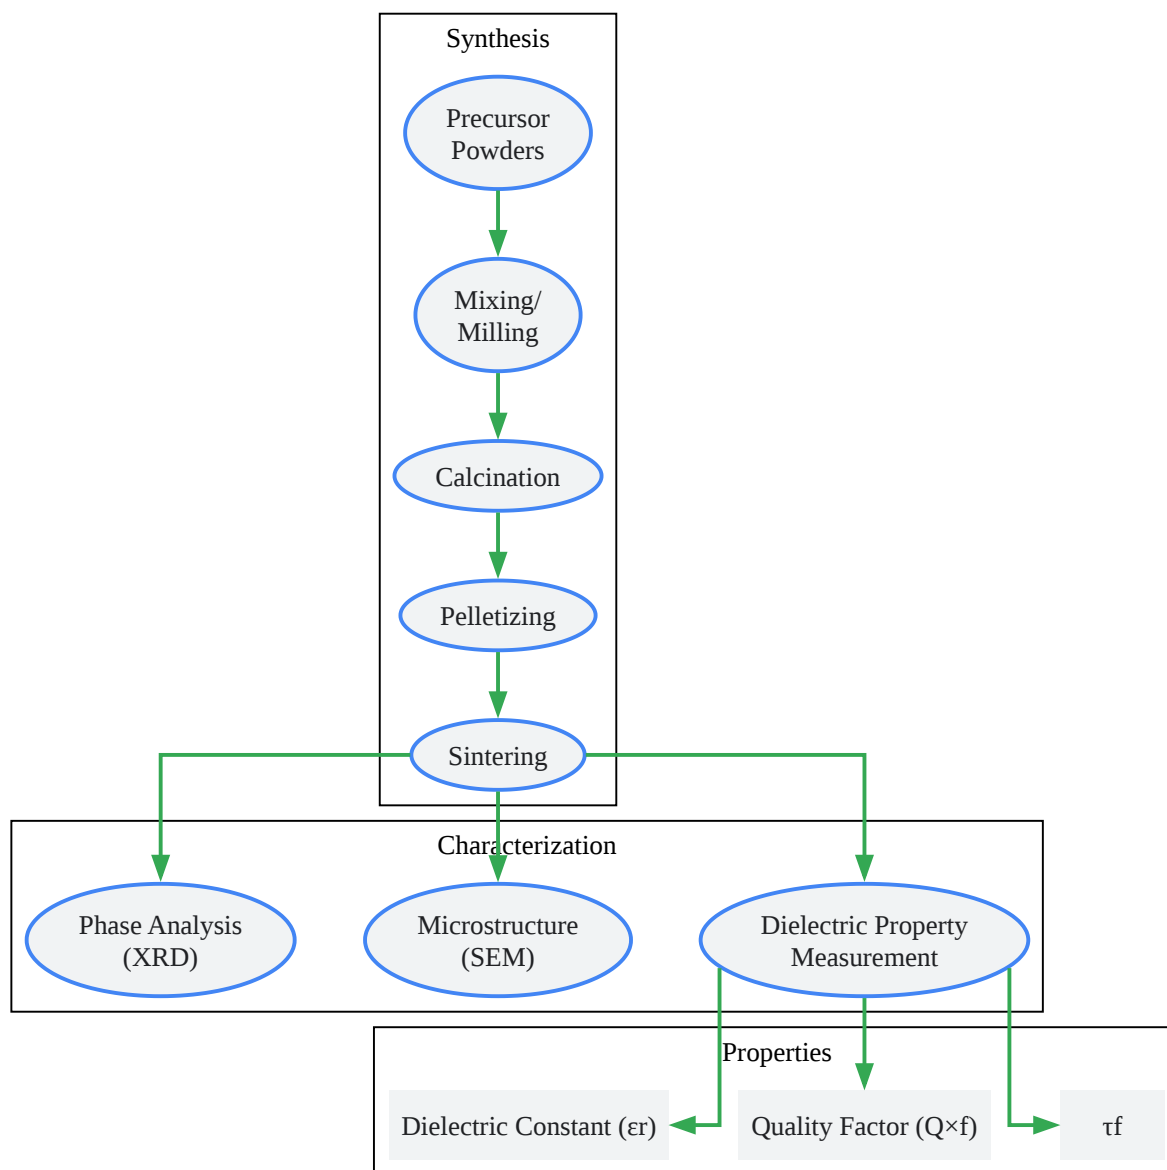 Synthesis
Precursor
Powders
Mixing/
Milling
Calcination
Pelletizing
Sintering
Characterization
Phase Analysis
(XRD)
Microstructure
(SEM)
Dielectric Property
Measurement
Properties
Dielectric Constant (εr)
Quality Factor (Q×f)
τf